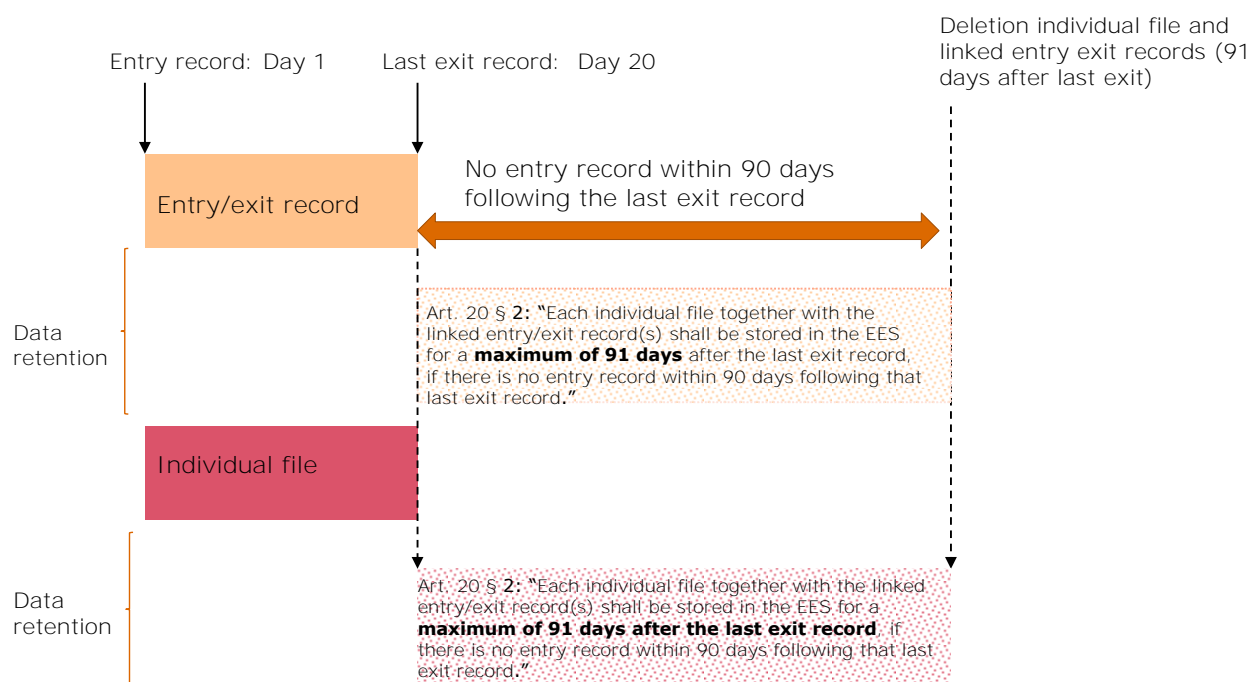 Deletion individual file and
linked entry exit records (91
days after last exit)
Entry record: Day 1
Last exit record: Day 20
No entry record within 90 days
following the last exit record
Entry/exit record
Data
retention
Art. 20 § 2: “Each individual file together with the
linked entry/exit record(s) shall be stored in the EES
for a maximum of 91 days after the last exit record,
if there is no entry record within 90 days following that
last exit record.”
Individual file
Data
retention
Art. 20 § 2: “Each individual file together with the linked
entry/exit record(s) shall be stored in the EES for a
maximum of 91 days after the last exit record, if
there is no entry record within 90 days following that last
exit record.”